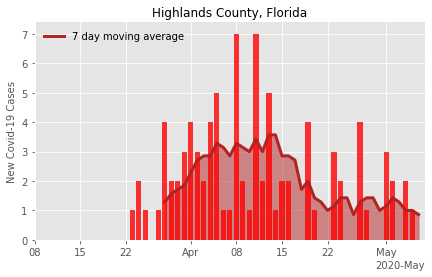 Highlands County, Florida
7 day moving average
New Covid-19 Cases
7
6
5
4
3
2
1
0
08 15 22 Apr 08 15 22 May
2020-May